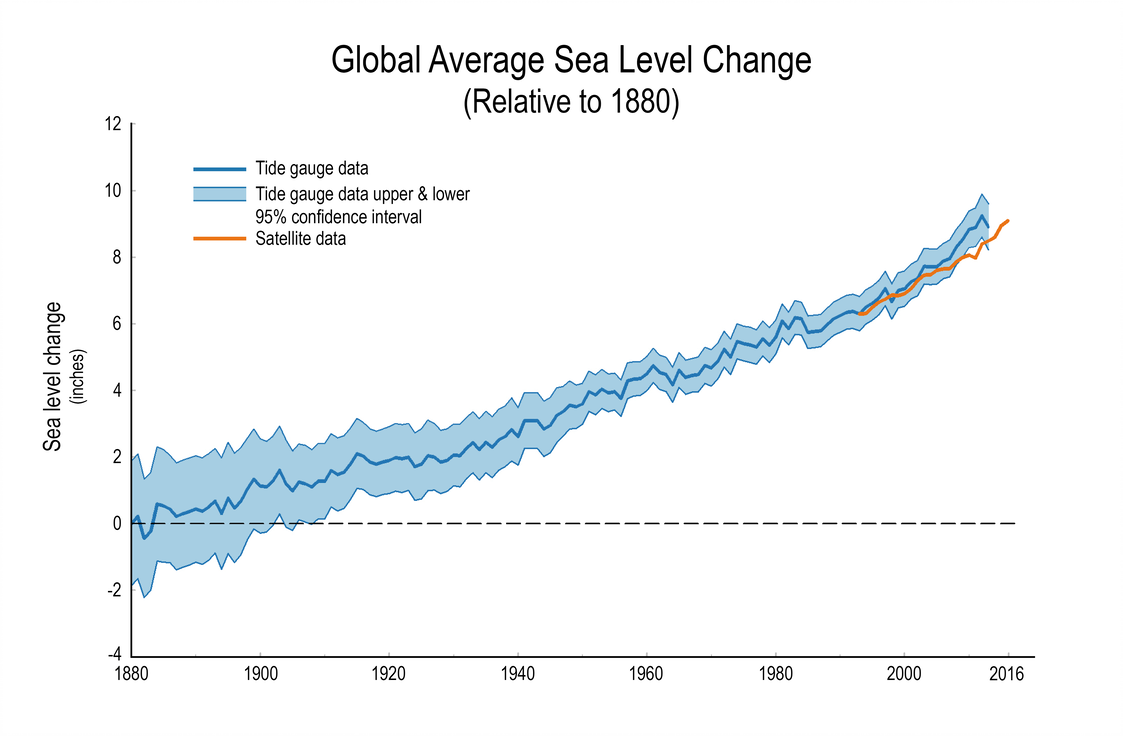 Global Average Sea Level Change
(Relative to 1880)
12
10
8
6
4
2
0
-2
-4
Sea level change
(inches)
Tide gauge data
Tide gauge data upper & lower
95% confidence interval
Satellite data
1880 1900 1920 1940 1960 1980 2000 2016